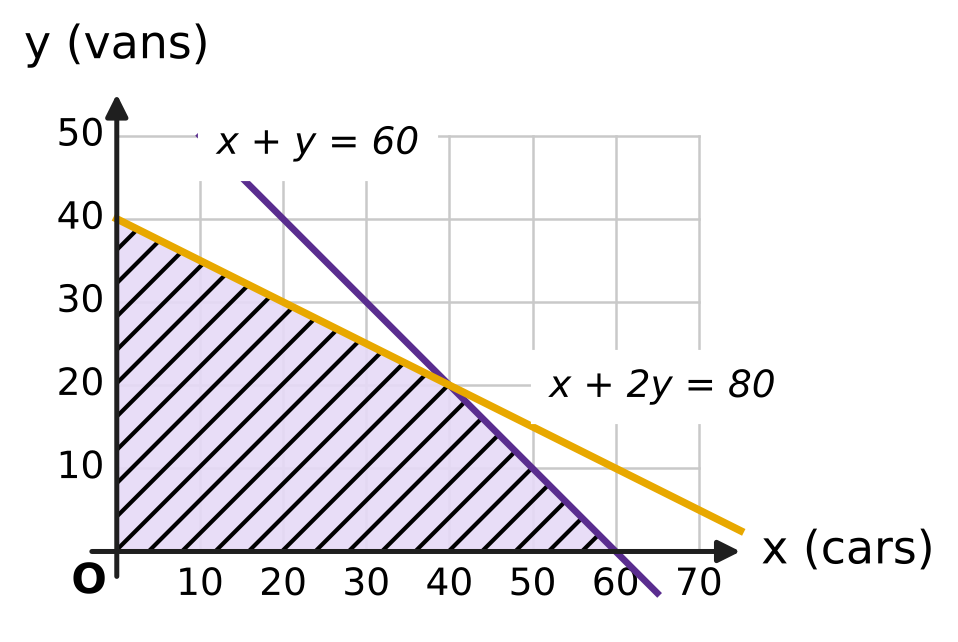 y (vans)
50
x + y = 60
40
30
20
x + 2y = 80
10
x (cars)
O
10 20 30 40 50 60 70